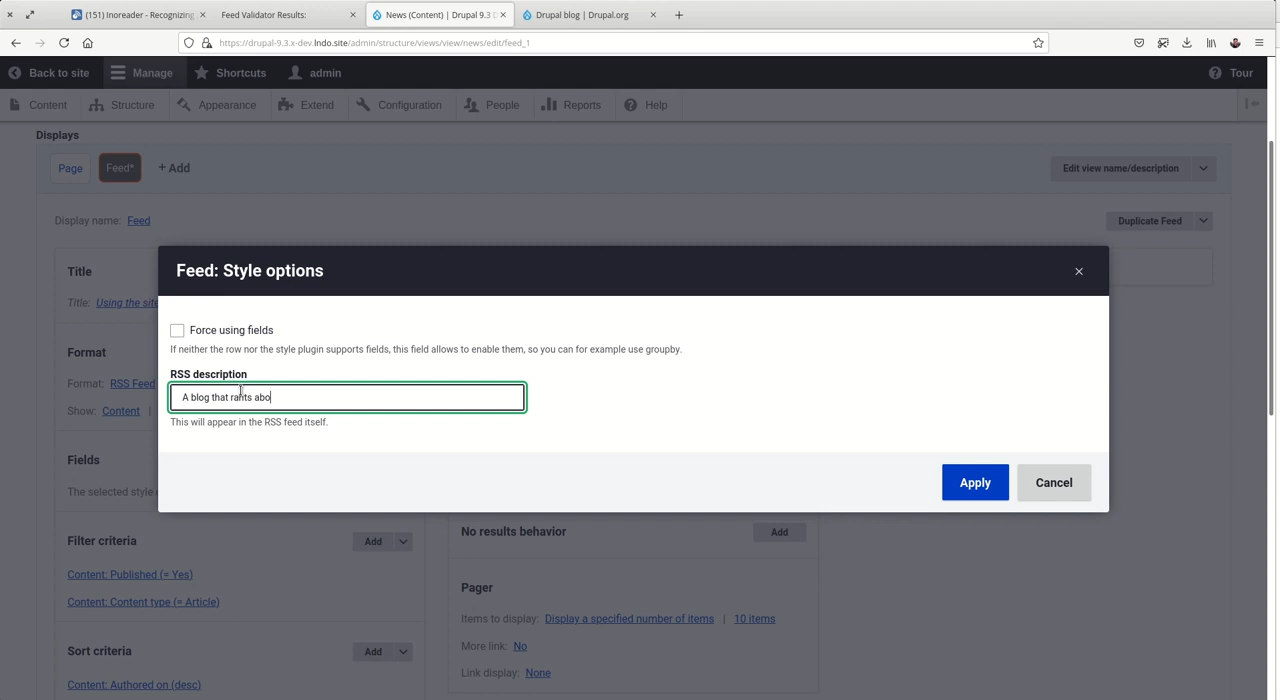 (151) Inoreader - Recognizing
Feed Validator Results:
News (Content) | Drupal 9.3 D
Drupal blog | Drupal.org
https://drupal-9.3.x-dev.lndo.site/admin/structure/views/view/news/edit/feed_1
Back to site
Manage
Shortcuts
admin
Tour
Content
Structure
Appearance
Extend
Configuration
People
Reports
Help
Displays
Page
Feed*
+ Add
Edit view name/description
Display name: Feed
Duplicate Feed
Feed: Style options
Title
Title: Using the site
Force using fields
If neither the row nor the style plugin supports fields, this field allows to enable them, so you can for example use groupby.
Format
RSS description
Format: RSS Feed
A blog that rants abo
Show: Content |
This will appear in the RSS feed itself.
Fields
Apply
Cancel
The selected style
Filter criteria
Add
No results behavior
Add
Content: Published (= Yes)
Pager
Content: Content type (= Article)
Items to display: Display a specified number of items | 10 items
More link: No
Sort criteria
Add
Link display: None
Content: Authored on (desc)